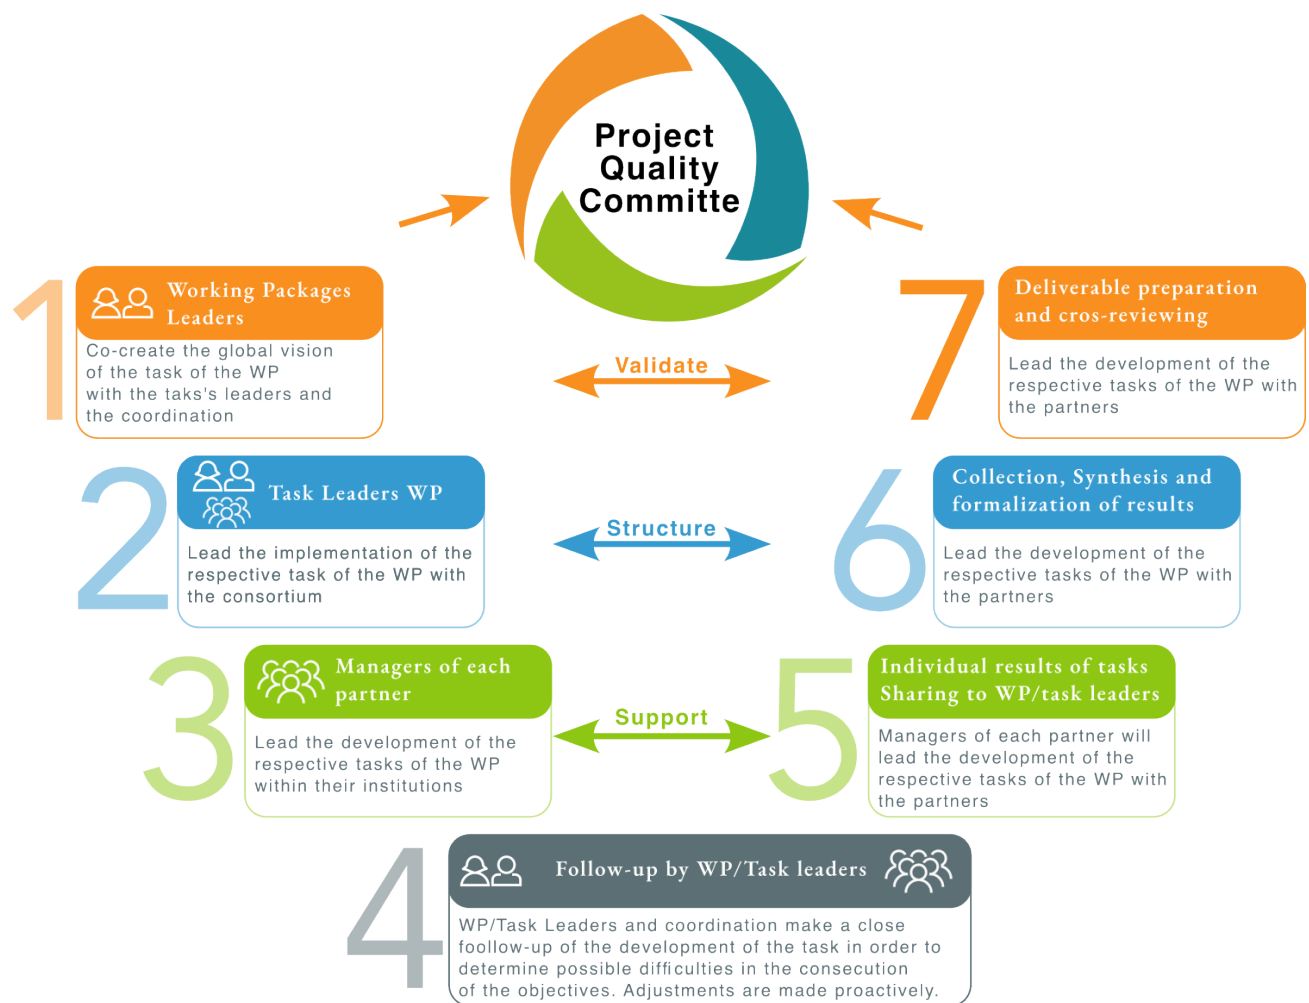 Project
Quality
Committe
1
Working Packages
Leaders
Co-create the global vision
of the task of the WP
with the taks's leaders and
the coordination
Validate
7
Deliverable preparation
and cros-reviewing
Lead the development of the
respective tasks of the WP with
the partners
2
Task Leaders WP
Lead the implementation of the
respective task of the WP with
the consortium
Structure
6
Collection, Synthesis and
formalization of results
Lead the development of the
respective tasks of the WP with
the partners
3
Managers of each
partner
Lead the development of the
respective tasks of the WP
within their institutions
Support
5
Individual results of tasks
Sharing to WP/task leaders
Managers of each partner will
lead the development of the
respective tasks of the WP with
the partners
4
Follow-up by WP/Task leaders
WP/Task Leaders and coordination make a close
foollow-up of the development of the task in order to
determine possible difficulties in the consecution
of the objectives. Adjustments are made proactively.